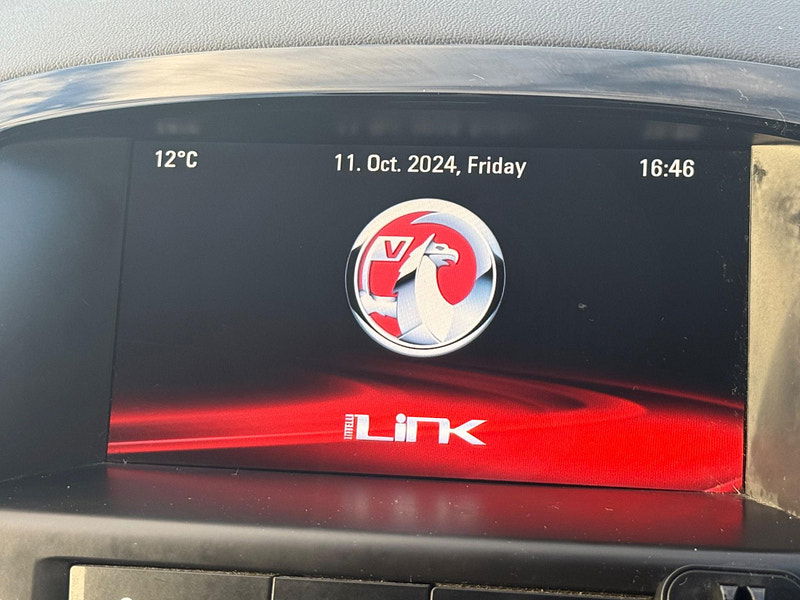 12°C 11. Oct. 2024, Friday 16:46
V
INTELLI LINK